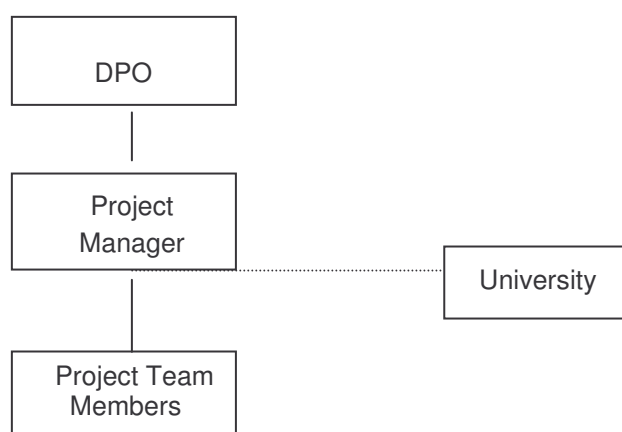 DPO
Project
Manager
University
Project Team
Members